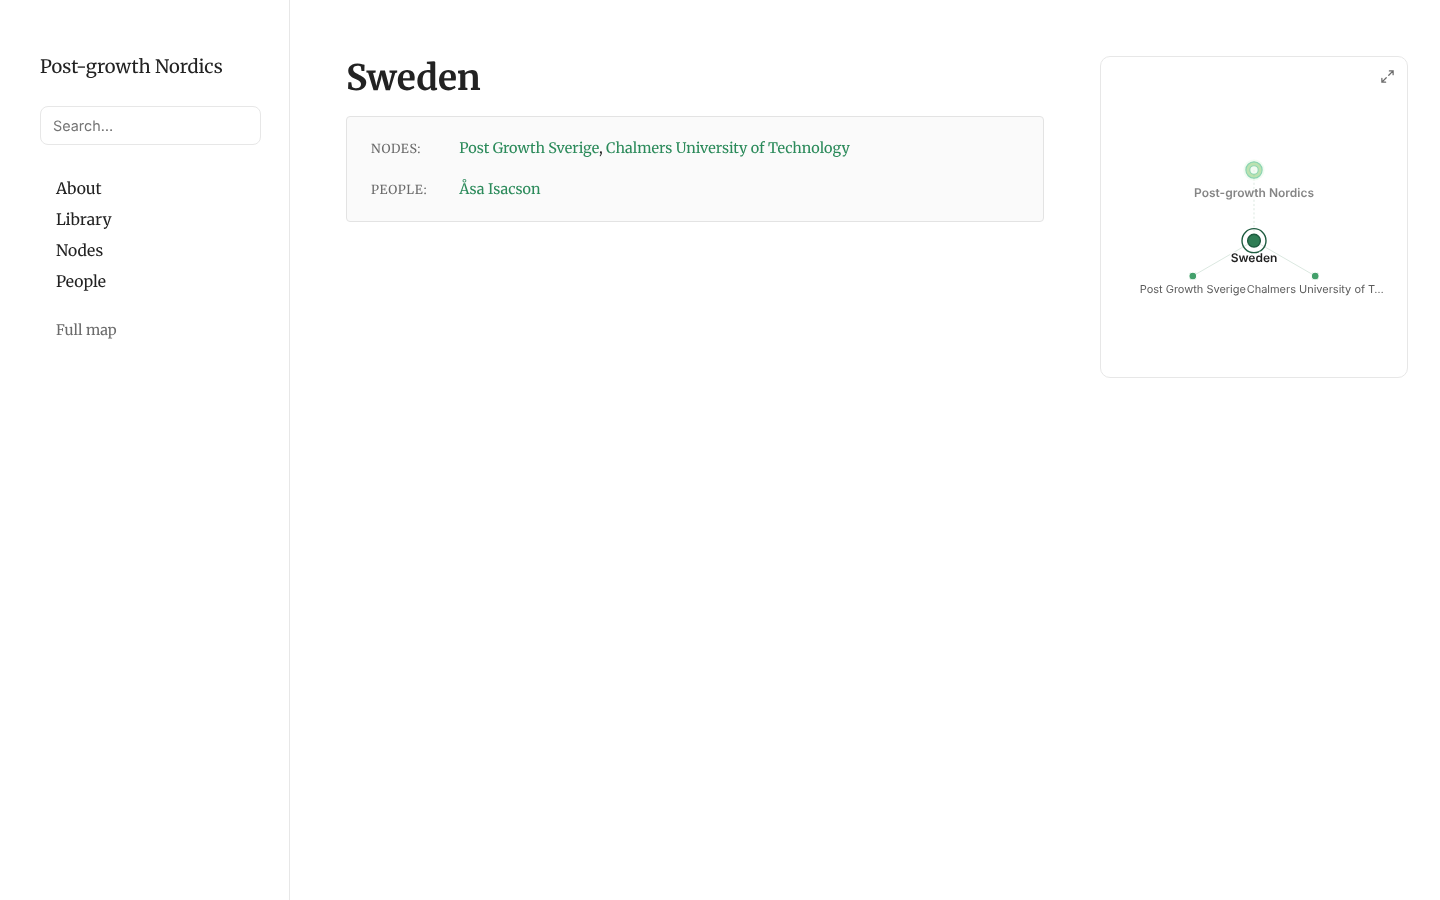 Post-growth Nordics
Search...
About
Library
Nodes
People
Full map
Sweden
NODES: Post Growth Sverige, Chalmers University of Technology
PEOPLE: Åsa Isacson
Post-growth Nordics
Sweden
Post Growth Sverige Chalmers University of T...